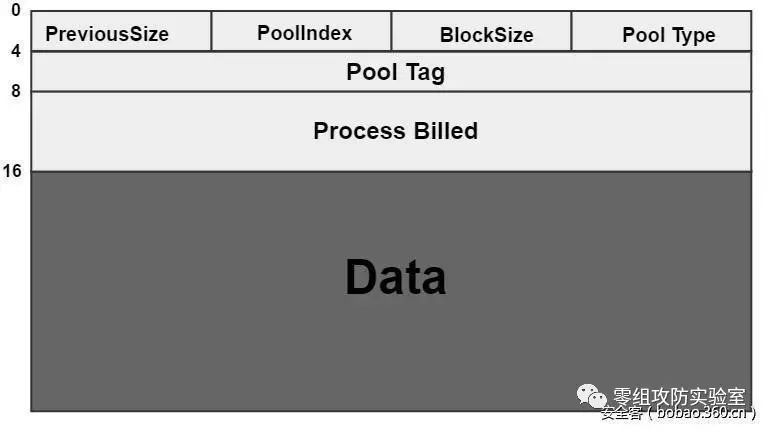 0
PreviousSize PoolIndex BlockSize Pool Type
4
Pool Tag
8
Process Billed
16
Data
零组攻防实验室
安全客（bobao.360.cn）